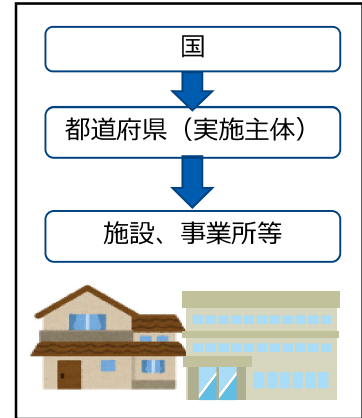 国
都道府県（実施主体）
施設、事業所等